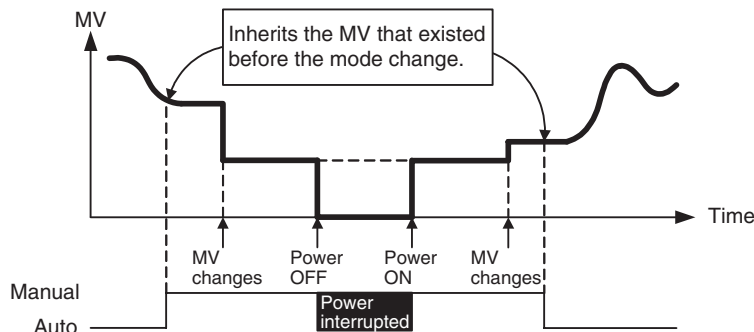 MV
Inherits the MV that existed
before the mode change.
Time
MV
changes
Power
OFF
Power
ON
MV
changes
Manual
Power
interrupted
Auto